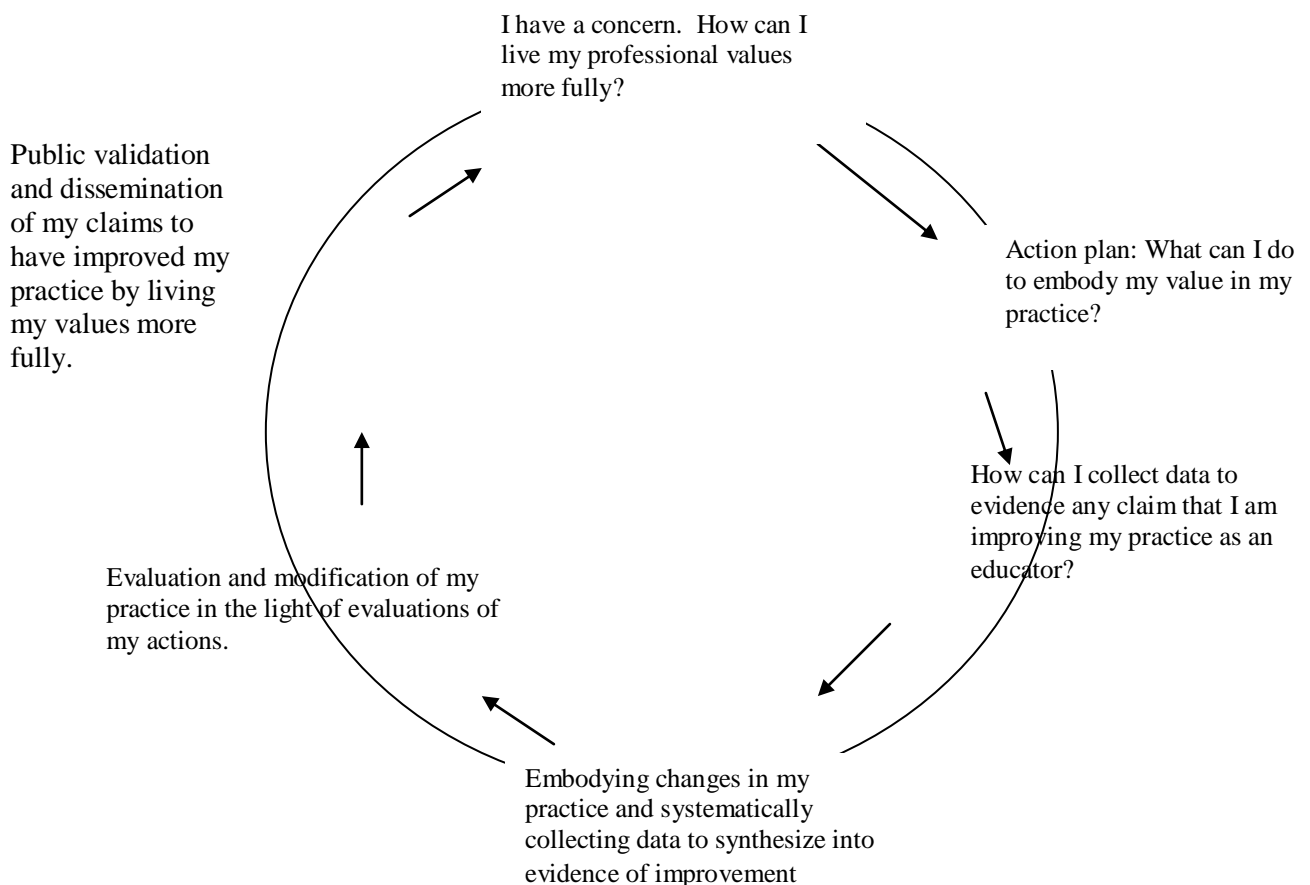 I have a concern.  How can I
live my professional values
more fully?
Action plan: What can I do
to embody my value in my
practice?
How can I collect data to
evidence any claim that I am
improving my practice as an
educator?
Embodying changes in my
practice and systematically
collecting data to synthesize into
evidence of improvement
Evaluation and modification of my
practice in the light of evaluations of
my actions.
Public validation
and dissemination
of my claims to
have improved my
practice by living
my values more
fully.